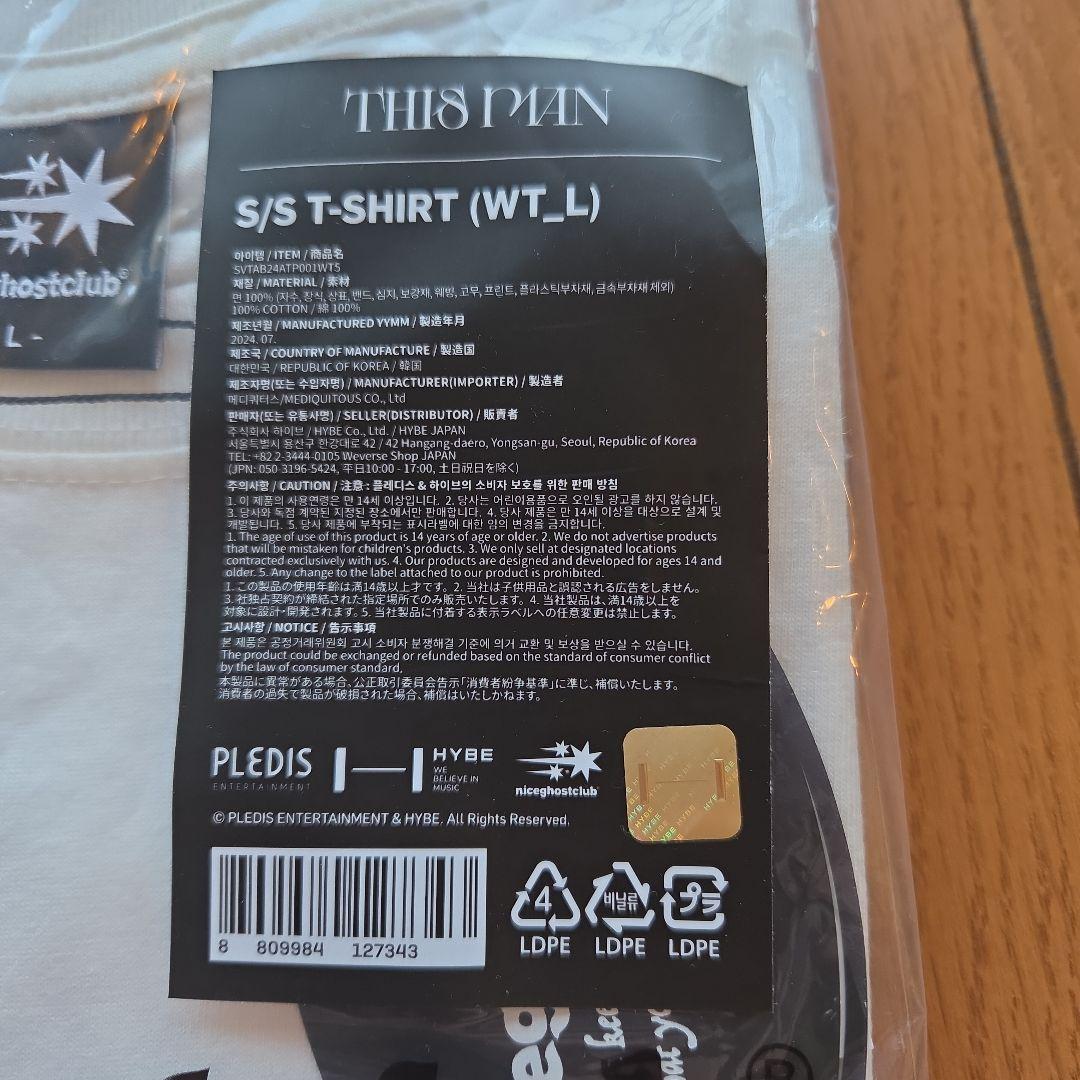 THIS MAN
S/S T-SHIRT (WT_L)
아이템 / ITEM / 商品名
SVTAB24ATP001WT5
재질 / MATERIAL / 素材
면 100% (자수, 장식, 상표, 밴드, 심지, 보강재, 웨빙, 고무, 프린트, 플라스틱부자재, 금속부자재 제외)
100% COTTON / 綿 100%
제조년월 / MANUFACTURED YYMM / 製造年月
2024. 07.
제조국 / COUNTRY OF MANUFACTURE / 製造国
대한민국 / REPUBLIC OF KOREA / 韓国
제조자명(또는 수입자명) / MANUFACTURER(IMPORTER) / 製造者
메디쿼터스/MEDIQUITOUS CO., Ltd
판매자(또는 유통사명) / SELLER(DISTRIBUTOR) / 販賣者
주식회사 하이브 / HYBE Co., Ltd. / HYBE JAPAN
서울특별시 용산구 한강대로 42 / 42 Hangang-daero, Yongsan-gu, Seoul, Republic of Korea
TEL: +82 2-3444-0105 Weverse Shop JAPAN
(JPN: 050-3196-5424, 平日10:00 - 17:00, 土日祝日を除く)
주의사항 / CAUTION / 注意 : 플레디스 & 하이브의 소비자 보호를 위한 판매 방침
1. 이 제품의 사용연령은 만 14세 이상입니다. 2. 당사는 어린이용품으로 오인될 광고를 하지 않습니다.
3. 당사와 독점 계약된 지정된 장소에서만 판매합니다. 4. 당사 제품은 만 14세 이상을 대상으로 설계 및
개발됩니다. 5. 당사 제품에 부착되는 표시라벨에 대한 임의 변경을 금지합니다.
1. The age of use of this product is 14 years of age or older. 2. We do not advertise products
that will be mistaken for children's products. 3. We only sell at designated locations
contracted exclusively with us. 4. Our products are designed and developed for ages 14 and
older. 5. Any change to the label attached to our product is prohibited.
1. この製品の使用年齢は満14歳以上才です。 2. 当社は子供用品と誤認される広告をしません。
3. 社独占契約が締結された指定場所でのみ販売いたします。 4. 当社製品は、満14歳以上を
対象に設計・開発されます。 5. 当社製品に付着する表示ラベルへの任意変更は禁止します。
고시사항 / NOTICE / 告示事項
본 제품은 공정거래위원회 고시 소비자 분쟁해결 기준에 의거 교환 및 보상을 받으실 수 있습니다.
The product could be exchanged or refunded based on the standard of consumer conflict
by the law of consumer standard.
本製品に異常がある場合、公正取引委員会告示「消費者紛争基準」に準じ、補償いたします。
消費者の過失で製品が破損された場合、補償はいたしかねます。
PLEDIS
ENTERTAINMENT
HYBE
WE
BELIEVE IN
MUSIC
niceghostclub
© PLEDIS ENTERTAINMENT & HYBE. All Rights Reserved.
8 809984 127343
4
LDPE
비닐류
LDPE
プラ
LDPE
hostclub®
L -
HYBE
eg
kee
at yo